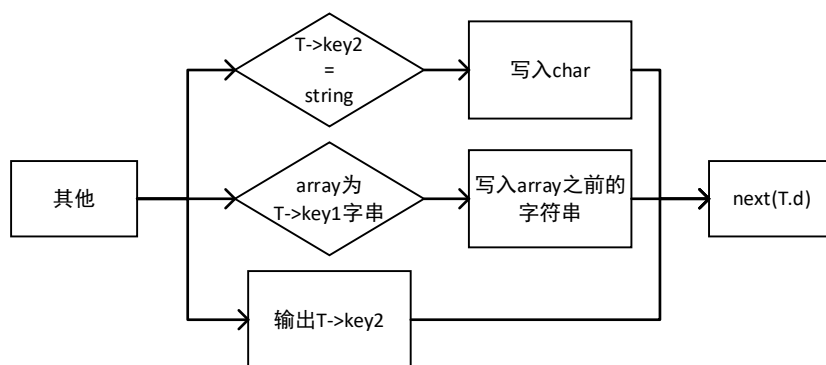 T->key2
=
string
写入char
其他
array为
T->key1字串
写入array之前的
字符串
next(T.d)
输出T->key2